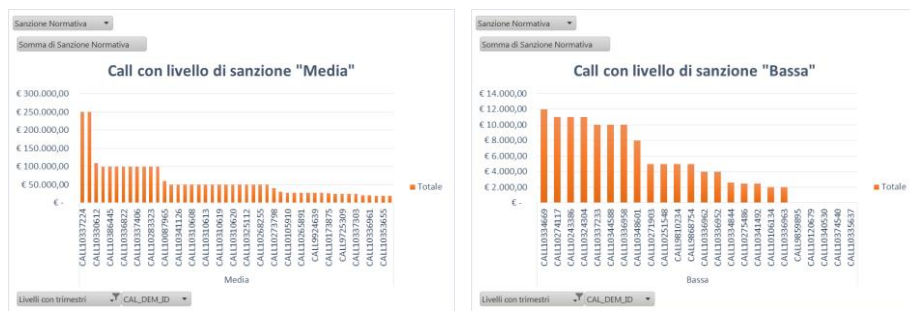 Sanzione Normativa
Somma di Sanzione Normativa
Call con livello di sanzione "Media"
€ 300.000,00
€ 250.000,00
€ 200.000,00
€ 150.000,00
€ 100.000,00
€ 50.000,00
€ -
Totale
CALL10337224
CALL10330612
CALL10386445
CALL10336822
CALL10337406
CALL10283323
CALL10087965
CALL10341126
CALL10310608
CALL10310613
CALL10310619
CALL10310620
CALL10325112
CALL10268255
CALL10273798
CALL10105910
CALL10265891
CALL9924639
CALL10173875
CALL9725309
CALL10337303
CALL10336961
CALL10353655
Media
Livelli con trimestri
CAL_DEM_ID
Sanzione Normativa
Somma di Sanzione Normativa
Call con livello di sanzione "Bassa"
€ 14.000,00
€ 12.000,00
€ 10.000,00
€ 8.000,00
€ 6.000,00
€ 4.000,00
€ 2.000,00
€ -
Totale
CALL10334669
CALL10274117
CALL10243386
CALL10324304
CALL10337233
CALL10344588
CALL10336958
CALL10348601
CALL10271903
CALL10251548
CALL9810234
CALL9868754
CALL10336962
CALL10336952
CALL10334844
CALL10275486
CALL10341492
CALL10106134
CALL10336963
CALL9859895
CALL10120679
CALL10340530
CALL10374540
CALL10335637
Bassa
Livelli con trimestri
CAL_DEM_ID